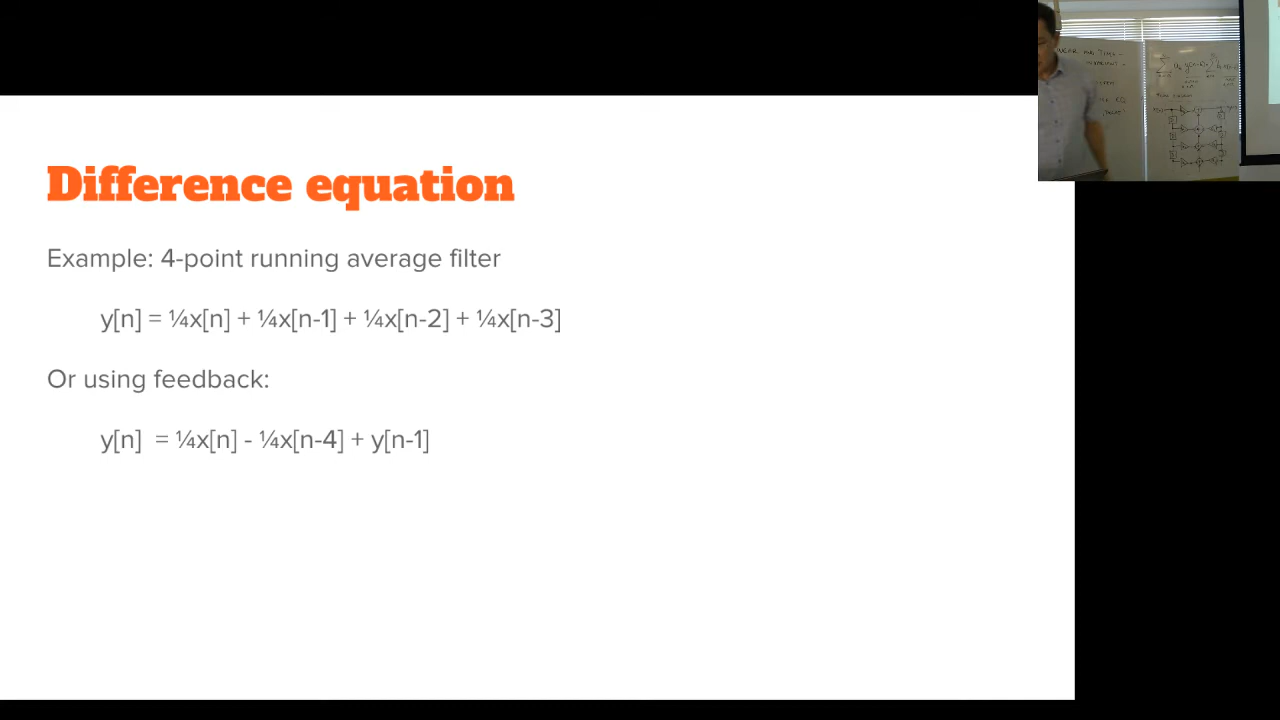 Difference equation
Example: 4-point running average filter
y[n] = ¼x[n] + ¼x[n-1] + ¼x[n-2] + ¼x[n-3]
Or using feedback:
y[n]  = ¼x[n] - ¼x[n-4] + y[n-1]